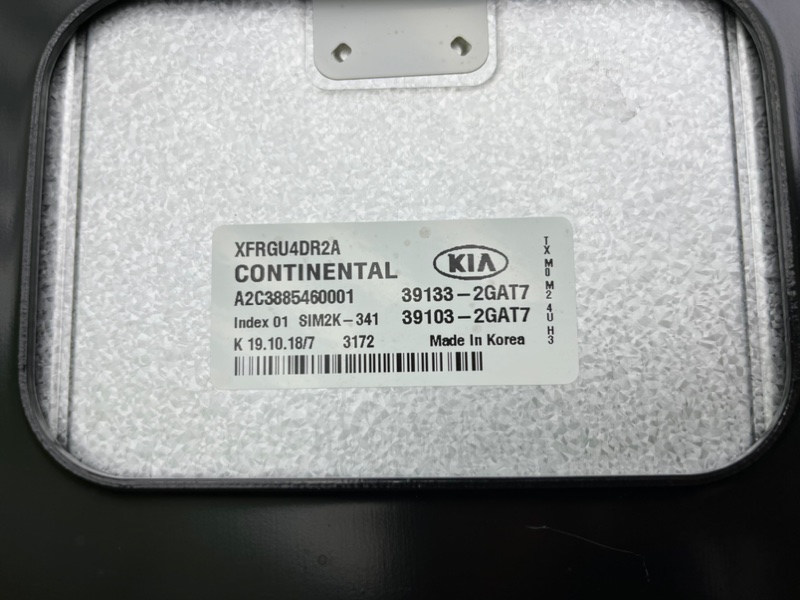 XFRGU4DR2A
CONTINENTAL KIA
A2C3885460001 39133-2GAT7
Index 01 SIM2K-341 39103-2GAT7
K 19.10.18/7 3172 Made In Korea
TX M0 M2 4U H3